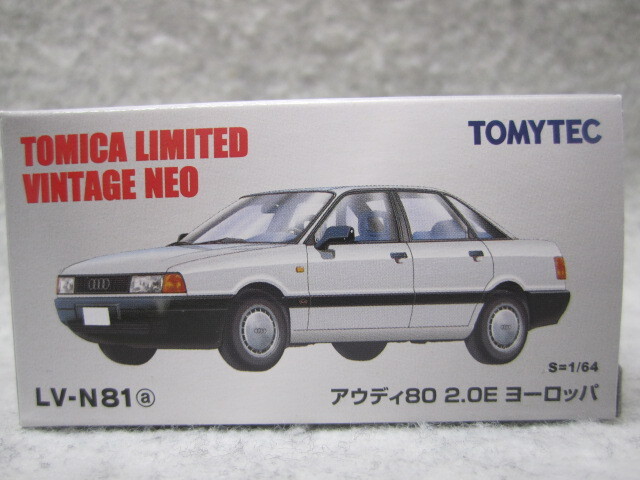 TOMICA LIMITED
VINTAGE NEO
TOMYTEC
S=1/64
LV-N81ⓐ
アウディ80 2.0E ヨーロッパ